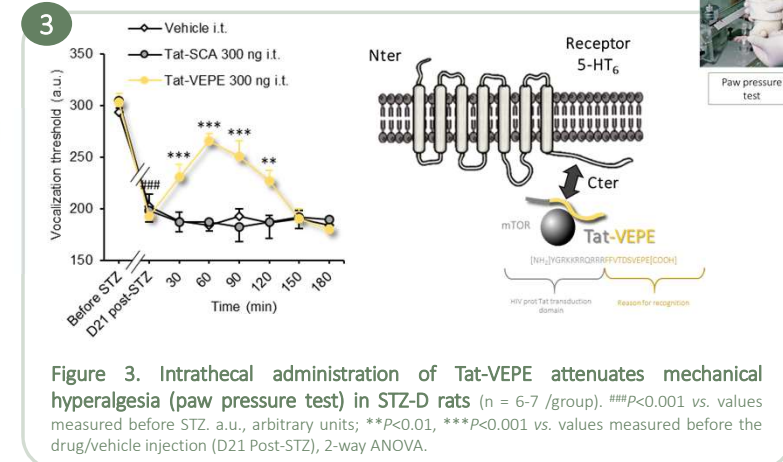 3
Vehicle i.t.
Tat-SCA 300 ng i.t.
Tat-VEPE 300 ng i.t.
Vocalization threshold (a.u.)
350
300
250
200
150
***
***
***
**
###
Before STZ
D21 post-STZ
30
60
90
120
150
180
Time (min)
Receptor
5-HT6
Nter
Cter
mTOR
Tat-VEPE
[NH2]YGRKKRRQRRRFFVTDSVEPE[COOH]
HIV prot Tat transduction
domain
Reason for recognition
Paw pressure
test
Figure 3. Intrathecal administration of Tat-VEPE attenuates mechanical
hyperalgesia (paw pressure test) in STZ-D rats (n = 6-7 /group). ###P<0.001 vs. values
measured before STZ. a.u., arbitrary units; **P<0.01, ***P<0.001 vs. values measured before the
drug/vehicle injection (D21 Post-STZ), 2-way ANOVA.